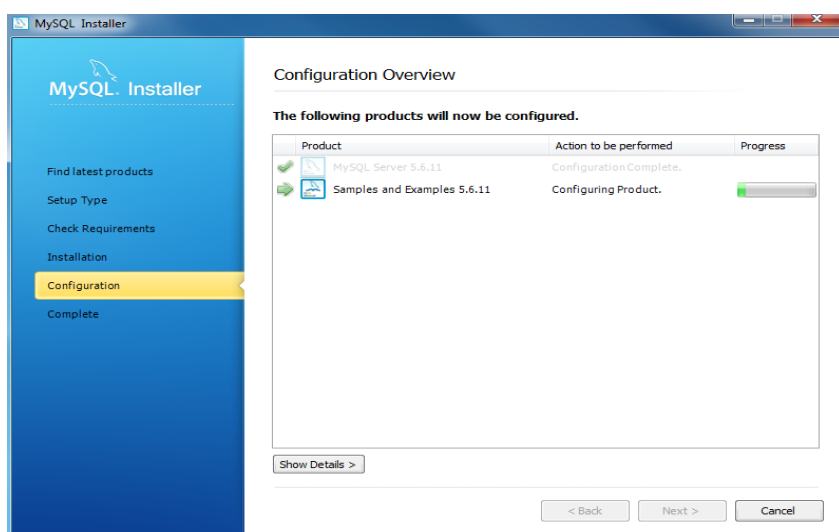 MySQL Installer
MySQL. Installer
Find latest products
Setup Type
Check Requirements
Installation
Configuration
Complete
Configuration Overview
The following products will now be configured.
Product Action to be performed Progress
MySQL Server 5.6.11 Configuration Complete.
Samples and Examples 5.6.11 Configuring Product.
Show Details >
< Back Next > Cancel